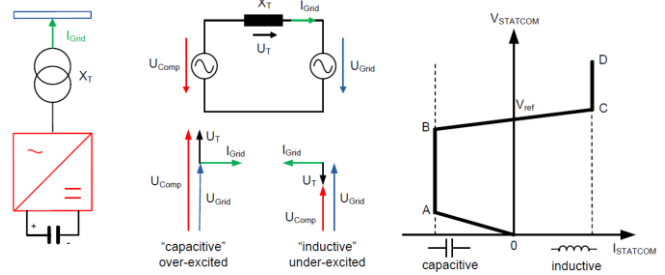 I_Grid
X_T
+
-
X_T
I_Grid
U_T
U_Comp
U_Grid
U_T
I_Grid
U_Comp
U_Grid
"capacitive"
over-excited
I_Grid
U_T
U_Grid
U_Comp
"inductive"
under-excited
V_STATCOM
D
V_ref
C
B
A
0
I_STATCOM
capacitive
inductive